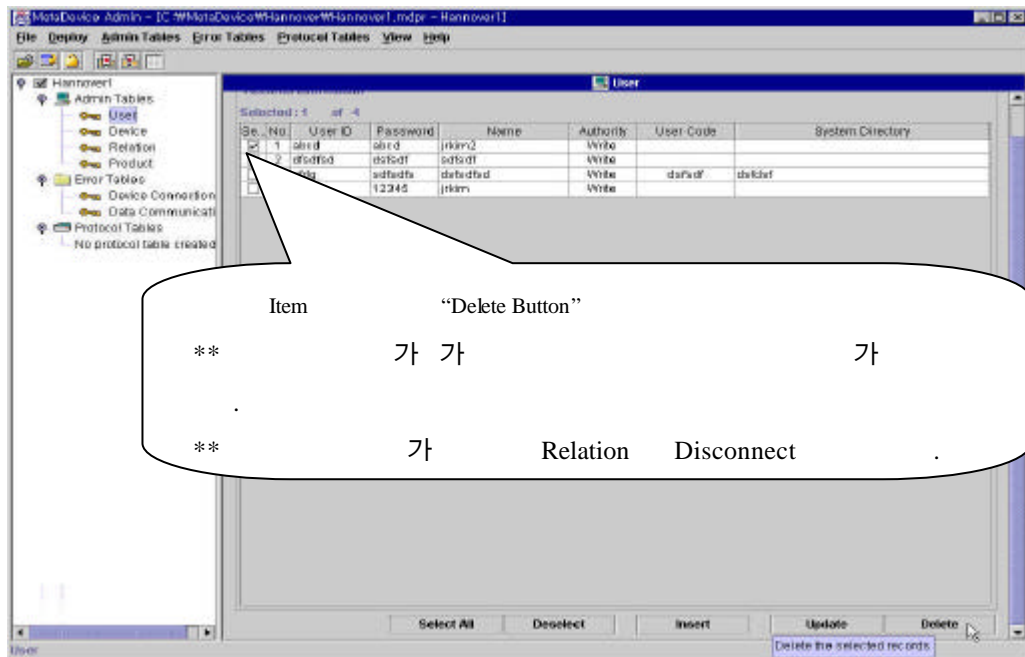 MetaDevice Admin - [C:\MetaDevice\Hannover\Hannover1.mdpr - Hannover1]
File Deploy Admin Tables Error Tables Protocol Tables View Help
Hannover1
Admin Tables
User
Device
Relation
Product
Error Tables
Device Connection
Data Communicati
Protocol Tables
No protocol table created
User
Selected : 1 of 4
Se.. No. User ID Password Name Authority User Code System Directory
1 abcd abcd jrkim2 Write
2 dfsdfsd dsfsdf sdfsdf Write
sdfsdfs dsfsdfsd Write dsfsdf
12345 jrkim Write
Item “Delete Button”
** 가 가 가
.
** 가 Relation Disconnect .
Select All Deselect Insert Update Delete
Delete the selected records
User